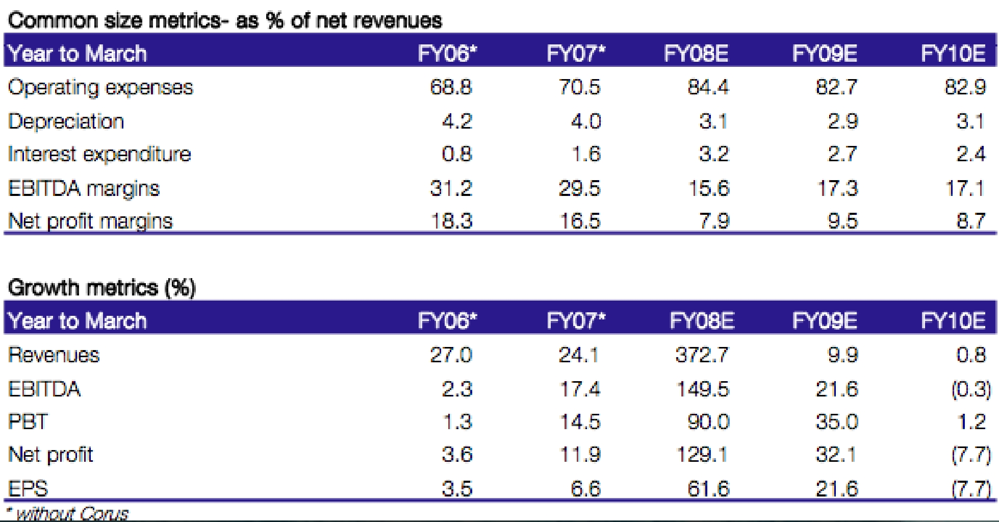 Common size metrics- as % of net revenues
Year to March FY06* FY07* FY08E FY09E FY10E
Operating expenses 68.8 70.5 84.4 82.7 82.9
Depreciation 4.2 4.0 3.1 2.9 3.1
Interest expenditure 0.8 1.6 3.2 2.7 2.4
EBITDA margins 31.2 29.5 15.6 17.3 17.1
Net profit margins 18.3 16.5 7.9 9.5 8.7
Growth metrics (%)
Year to March FY06* FY07* FY08E FY09E FY10E
Revenues 27.0 24.1 372.7 9.9 0.8
EBITDA 2.3 17.4 149.5 21.6 (0.3)
PBT 1.3 14.5 90.0 35.0 1.2
Net profit 3.6 11.9 129.1 32.1 (7.7)
EPS 3.5 6.6 61.6 21.6 (7.7)
* without Corus